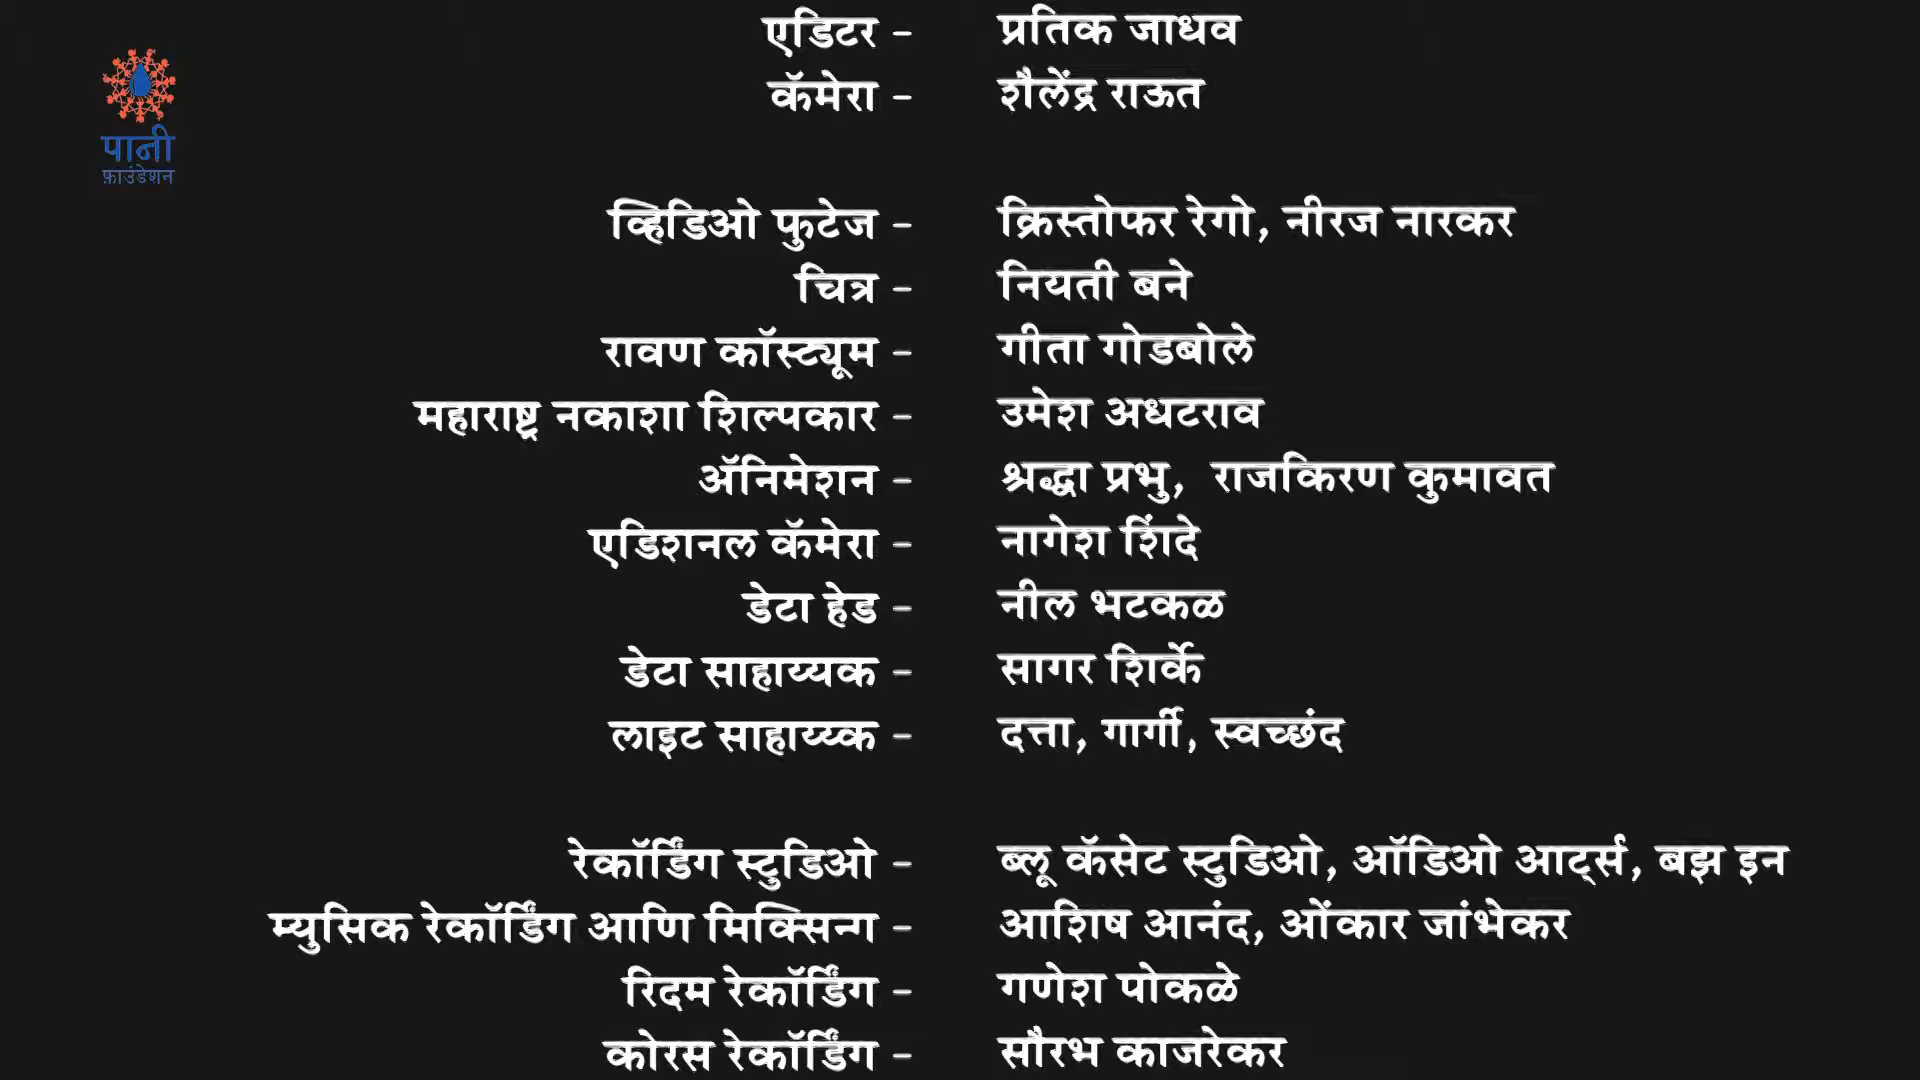 एडिटर - प्रतिक जाधव
कॅमेरा - शैलेंद्र राऊत
पानी
फ़ाउंडेशन
व्हिडिओ फुटेज - क्रिस्तोफर रेगो, नीरज नारकर
चित्र - नियती बने
रावण कॉस्ट्यूम - गीता गोडबोले
महाराष्ट्र नकाशा शिल्पकार - उमेश अधटराव
ॲनिमेशन - श्रद्धा प्रभु, राजकिरण कुमावत
एडिशनल कॅमेरा - नागेश शिंदे
डेटा हेड - नील भटकळ
डेटा साहाय्यक - सागर शिर्के
लाइट साहाय्य्क - दत्ता, गार्गी, स्वच्छंद
रेकॉर्डिंग स्टुडिओ - ब्लू कॅसेट स्टुडिओ, ऑडिओ आर्ट्स, बझ इन
म्युसिक रेकॉर्डिंग आणि मिक्सिन्ग - आशिष आनंद, ओंकार जांभेकर
रिदम रेकॉर्डिंग - गणेश पोकळे
कोरस रेकॉर्डिंग - सौरभ काजरेकर